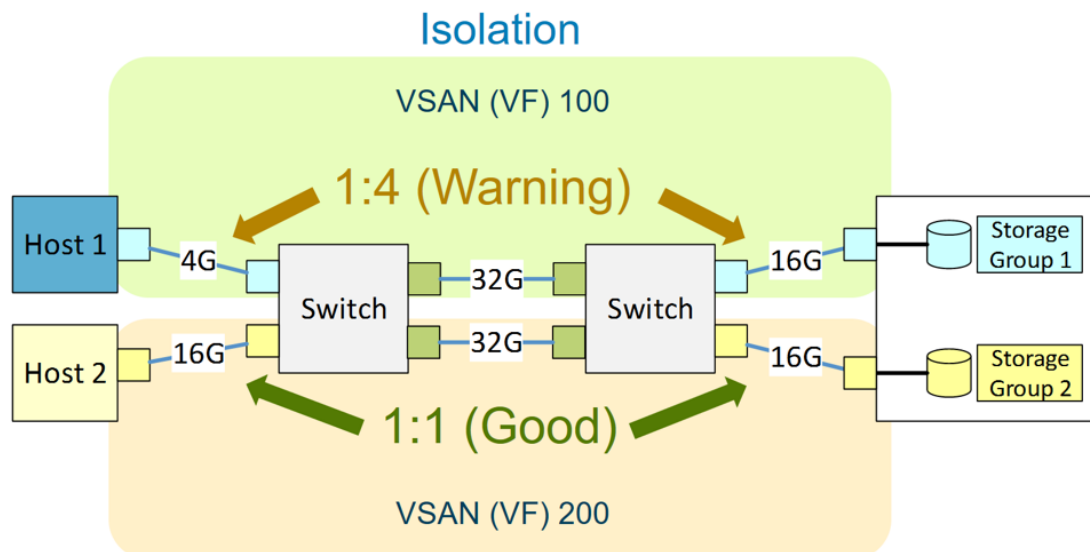 Isolation
VSAN (VF) 100
1:4 (Warning)
Host 1
4G
Switch
32G
32G
Switch
16G
Storage
Group 1
Host 2
16G
16G
Storage
Group 2
1:1 (Good)
VSAN (VF) 200